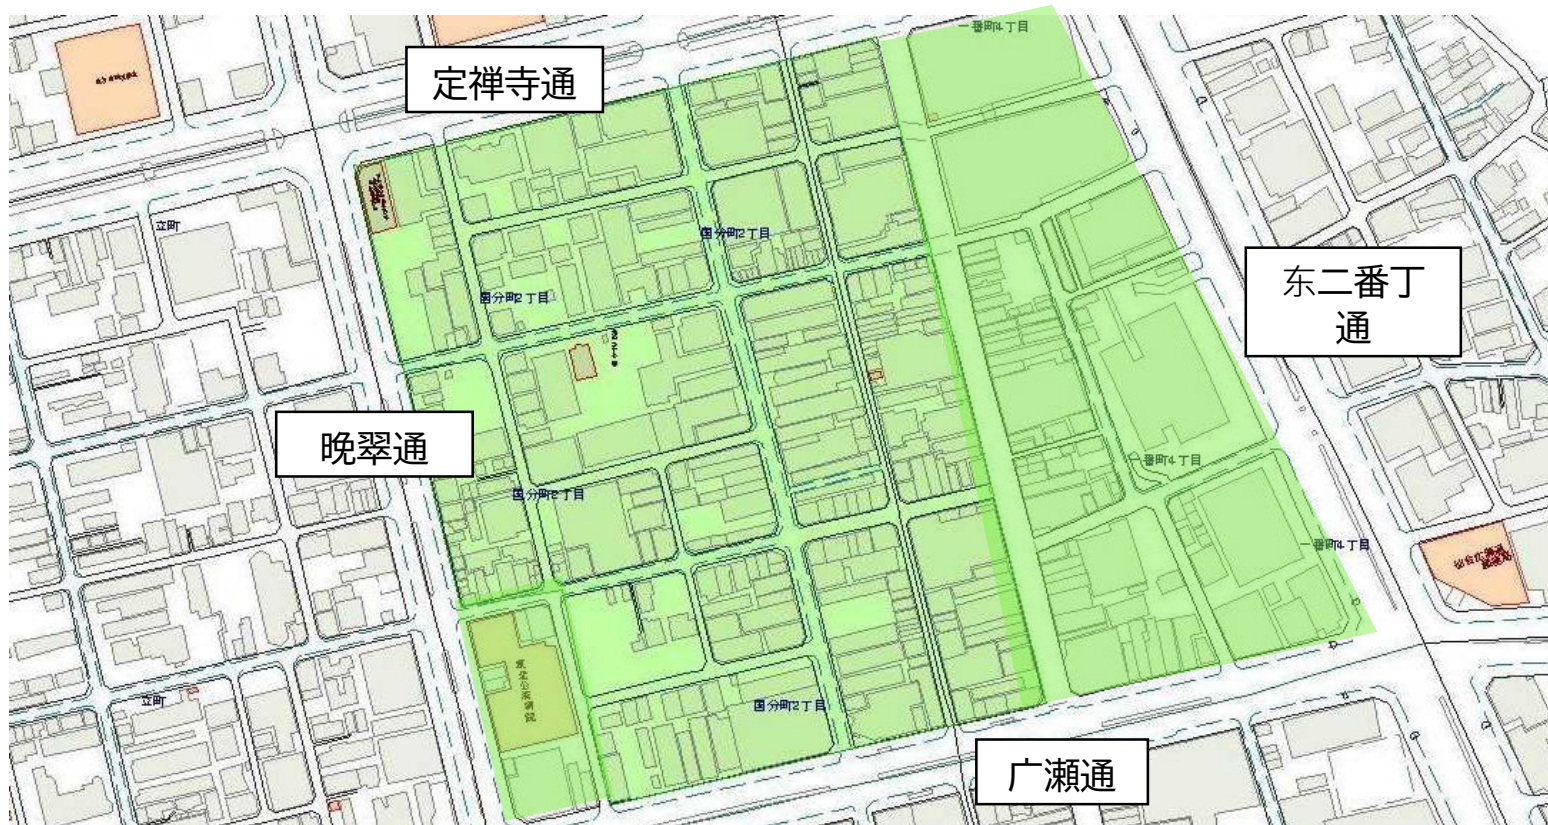 一番町4丁目
定禅寺通
立町
国分町2丁目
国分町2丁目
东二番丁
通
晩翠通
一番町4丁目
国分町2丁目
一番町4丁目
立町
国分町2丁目
广瀬通